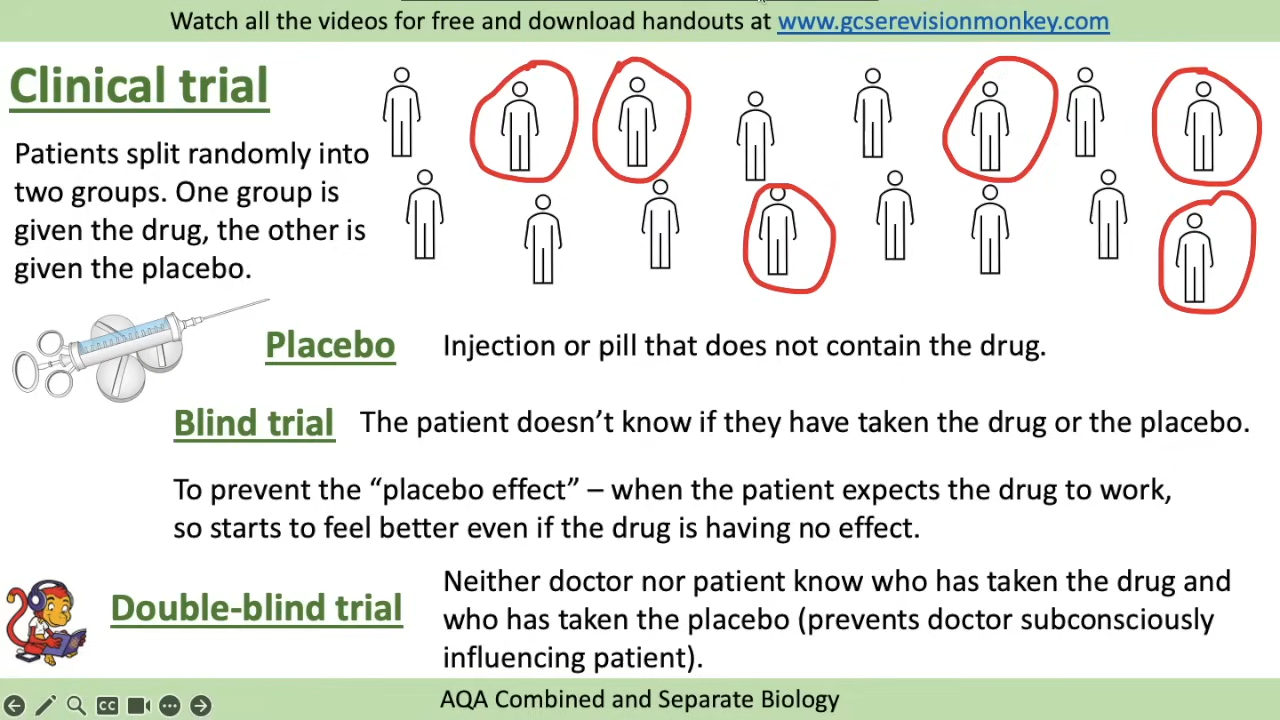 Watch all the videos for free and download handouts at www.gcserevisionmonkey.com
Clinical trial
Patients split randomly into
two groups. One group is
given the drug, the other is
given the placebo.
Placebo
Injection or pill that does not contain the drug.
Blind trial
The patient doesn’t know if they have taken the drug or the placebo.
To prevent the “placebo effect” – when the patient expects the drug to work,
so starts to feel better even if the drug is having no effect.
Double-blind trial
Neither doctor nor patient know who has taken the drug and
who has taken the placebo (prevents doctor subconsciously
influencing patient).
CC
AQA Combined and Separate Biology